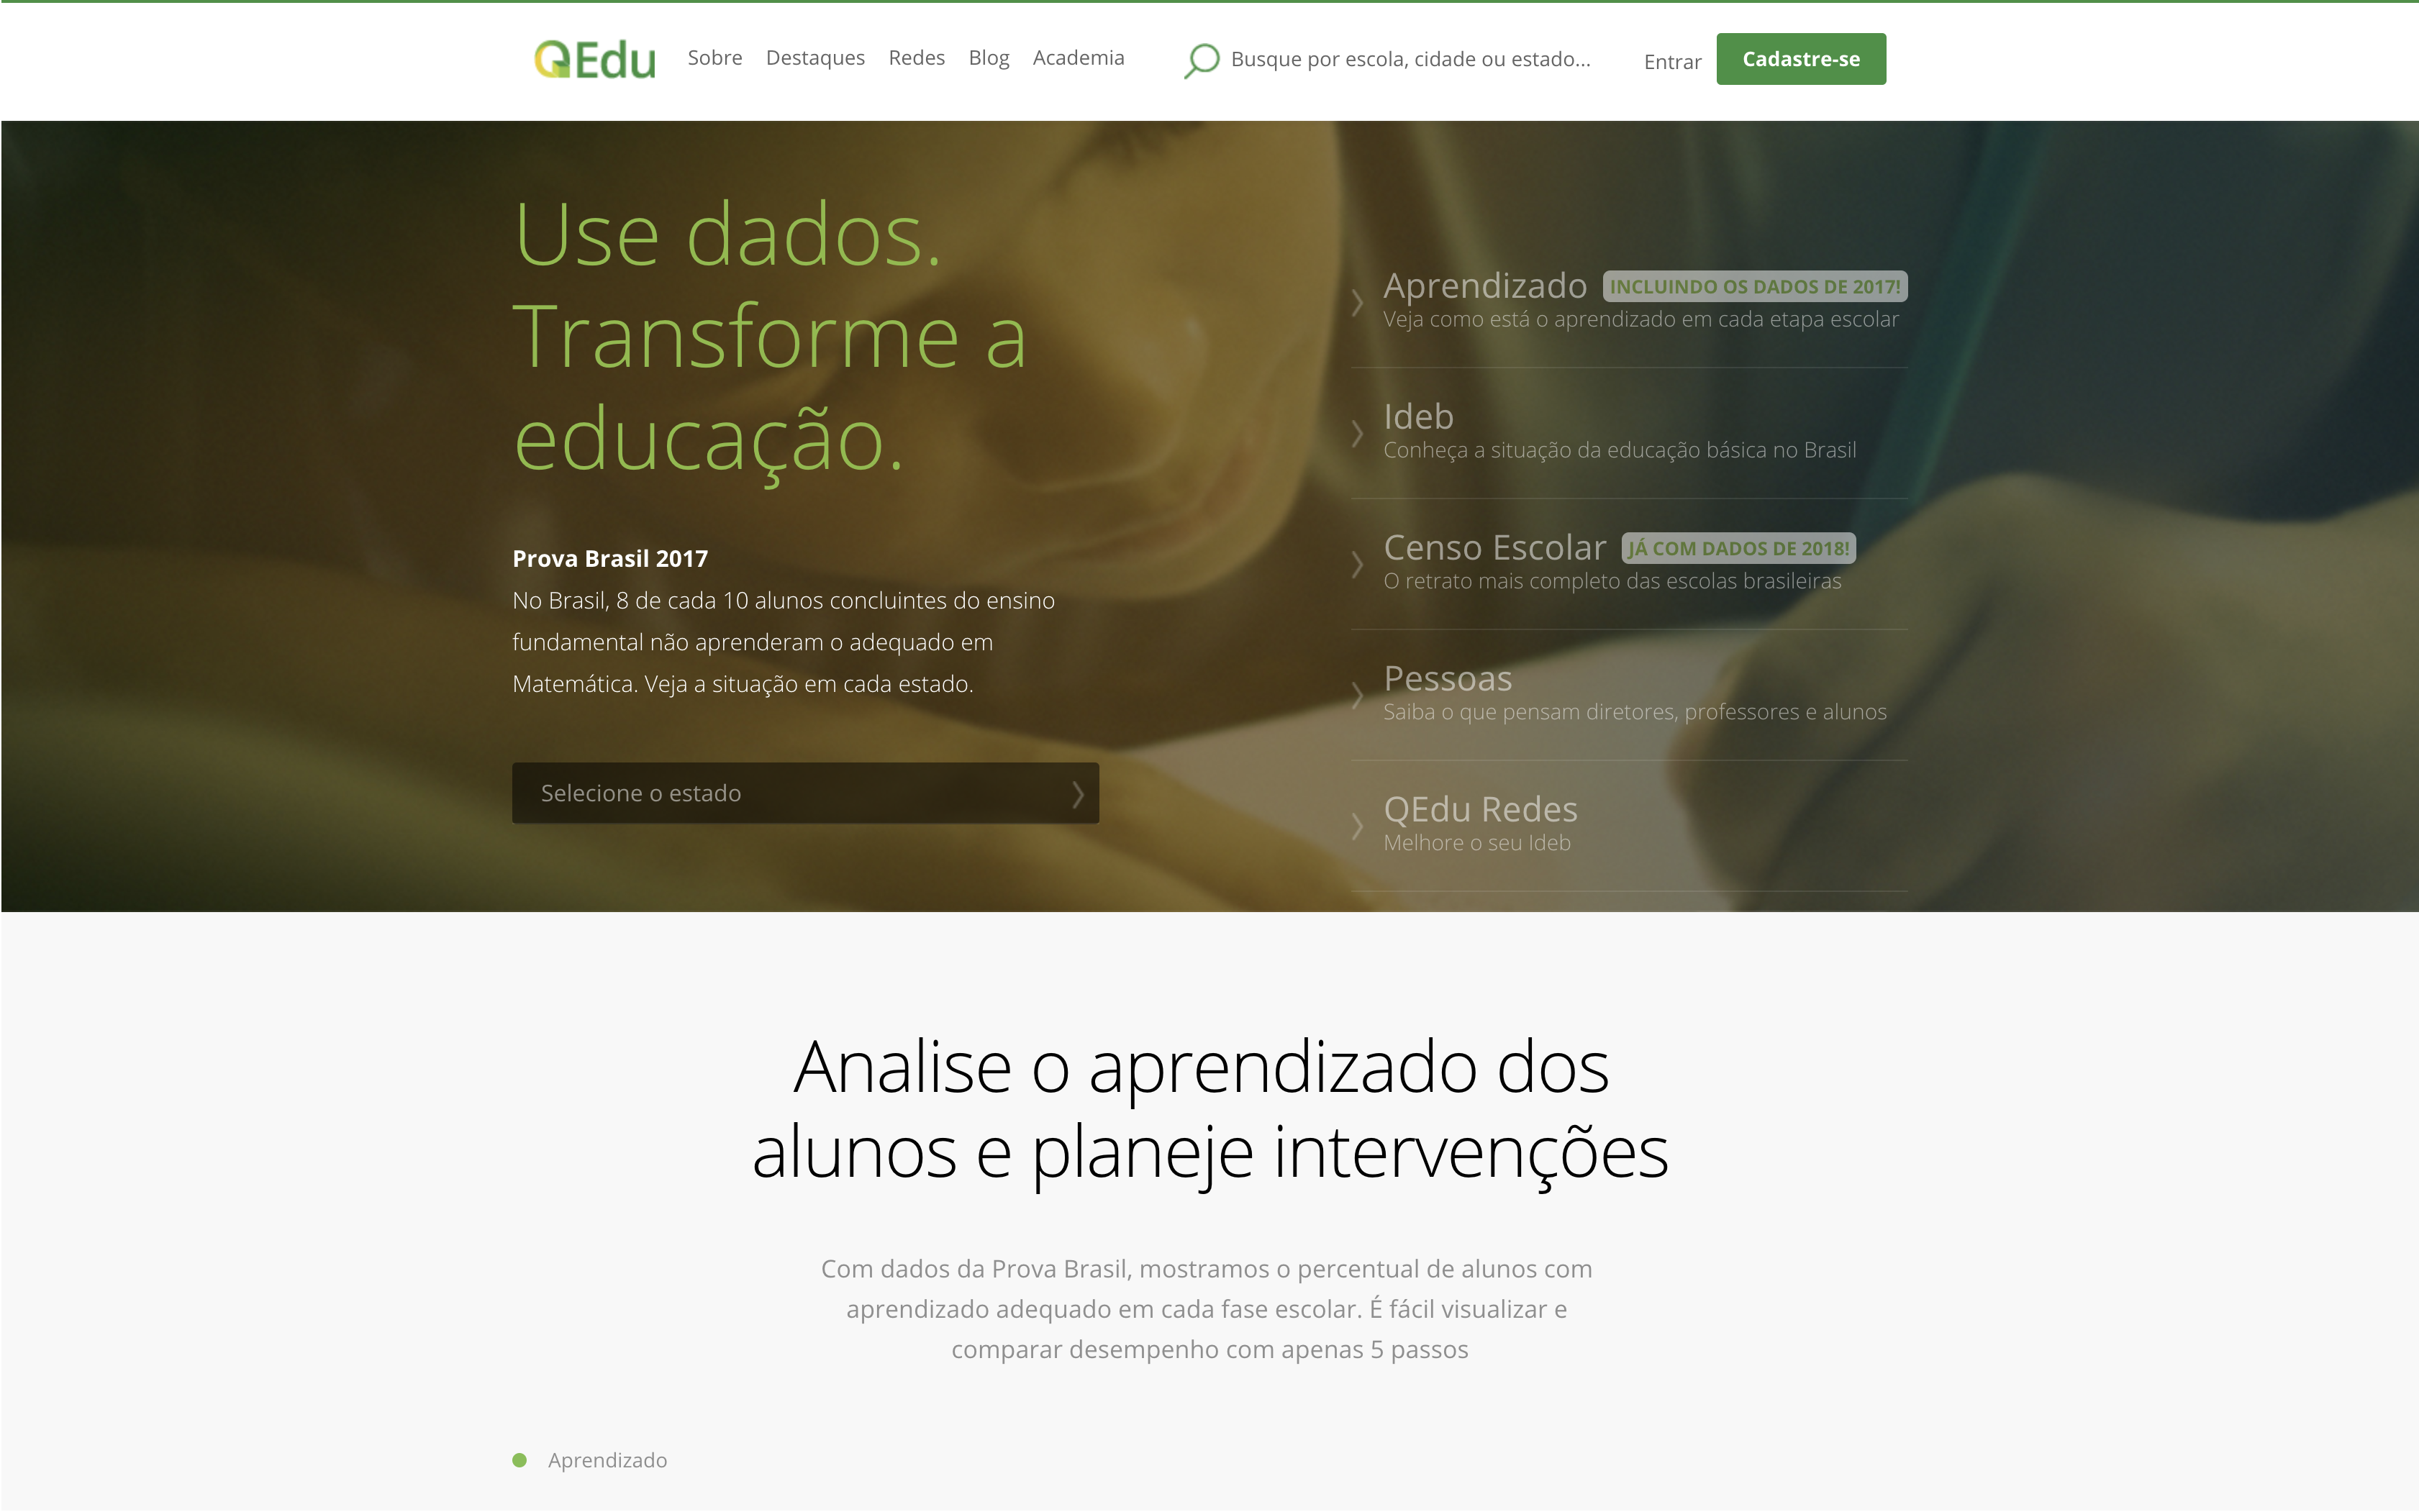 QEdu
Sobre
Destaques
Redes
Blog
Academia
Busque por escola, cidade ou estado...
Entrar
Cadastre-se
Use dados.
Transforme a
educação.
Prova Brasil 2017
No Brasil, 8 de cada 10 alunos concluintes do ensino
fundamental não aprenderam o adequado em
Matemática. Veja a situação em cada estado.
Selecione o estado
Aprendizado INCLUINDO OS DADOS DE 2017!
Veja como está o aprendizado em cada etapa escolar
Ideb
Conheça a situação da educação básica no Brasil
Censo Escolar JÁ COM DADOS DE 2018!
O retrato mais completo das escolas brasileiras
Pessoas
Saiba o que pensam diretores, professores e alunos
QEdu Redes
Melhore o seu Ideb
Analise o aprendizado dos
alunos e planeje intervenções
Com dados da Prova Brasil, mostramos o percentual de alunos com
aprendizado adequado em cada fase escolar. É fácil visualizar e
comparar desempenho com apenas 5 passos
Aprendizado